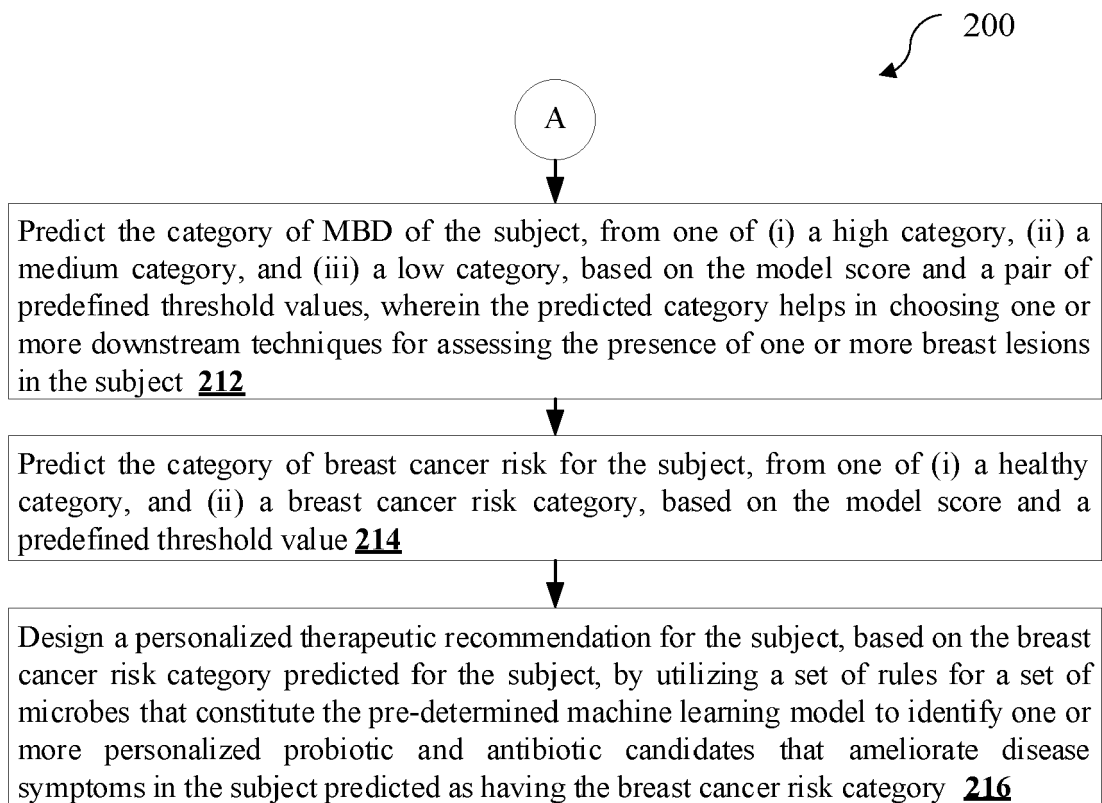 200
A
Predict the category of MBD of the subject, from one of (i) a high category, (ii) a
medium category, and (iii) a low category, based on the model score and a pair of
predefined threshold values, wherein the predicted category helps in choosing one or
more downstream techniques for assessing the presence of one or more breast lesions
in the subject 212
Predict the category of breast cancer risk for the subject, from one of (i) a healthy
category, and (ii) a breast cancer risk category, based on the model score and a
predefined threshold value 214
Design a personalized therapeutic recommendation for the subject, based on the breast
cancer risk category predicted for the subject, by utilizing a set of rules for a set of
microbes that constitute the pre-determined machine learning model to identify one or
more personalized probiotic and antibiotic candidates that ameliorate disease
symptoms in the subject predicted as having the breast cancer risk category 216